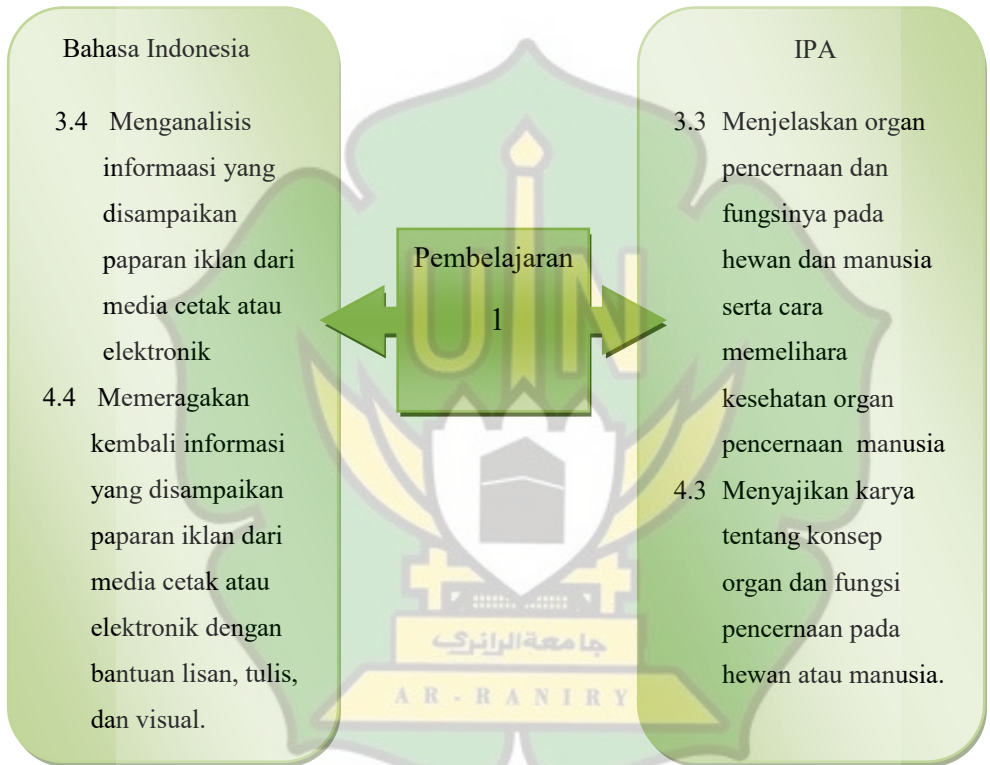 Bahasa Indonesia
3.4 Menganalisis
informaasi yang
disampaikan
paparan iklan dari
media cetak atau
elektronik
4.4 Memeragakan
kembali informasi
yang disampaikan
paparan iklan dari
media cetak atau
elektronik dengan
bantuan lisan, tulis,
dan visual.
Pembelajaran
1
IPA
3.3 Menjelaskan organ
pencernaan dan
fungsinya pada
hewan dan manusia
serta cara
memelihara
kesehatan organ
pencernaan manusia
4.3 Menyajikan karya
tentang konsep
organ dan fungsi
pencernaan pada
hewan atau manusia.
UIN
جامعة الرانري
AR-RANIRY